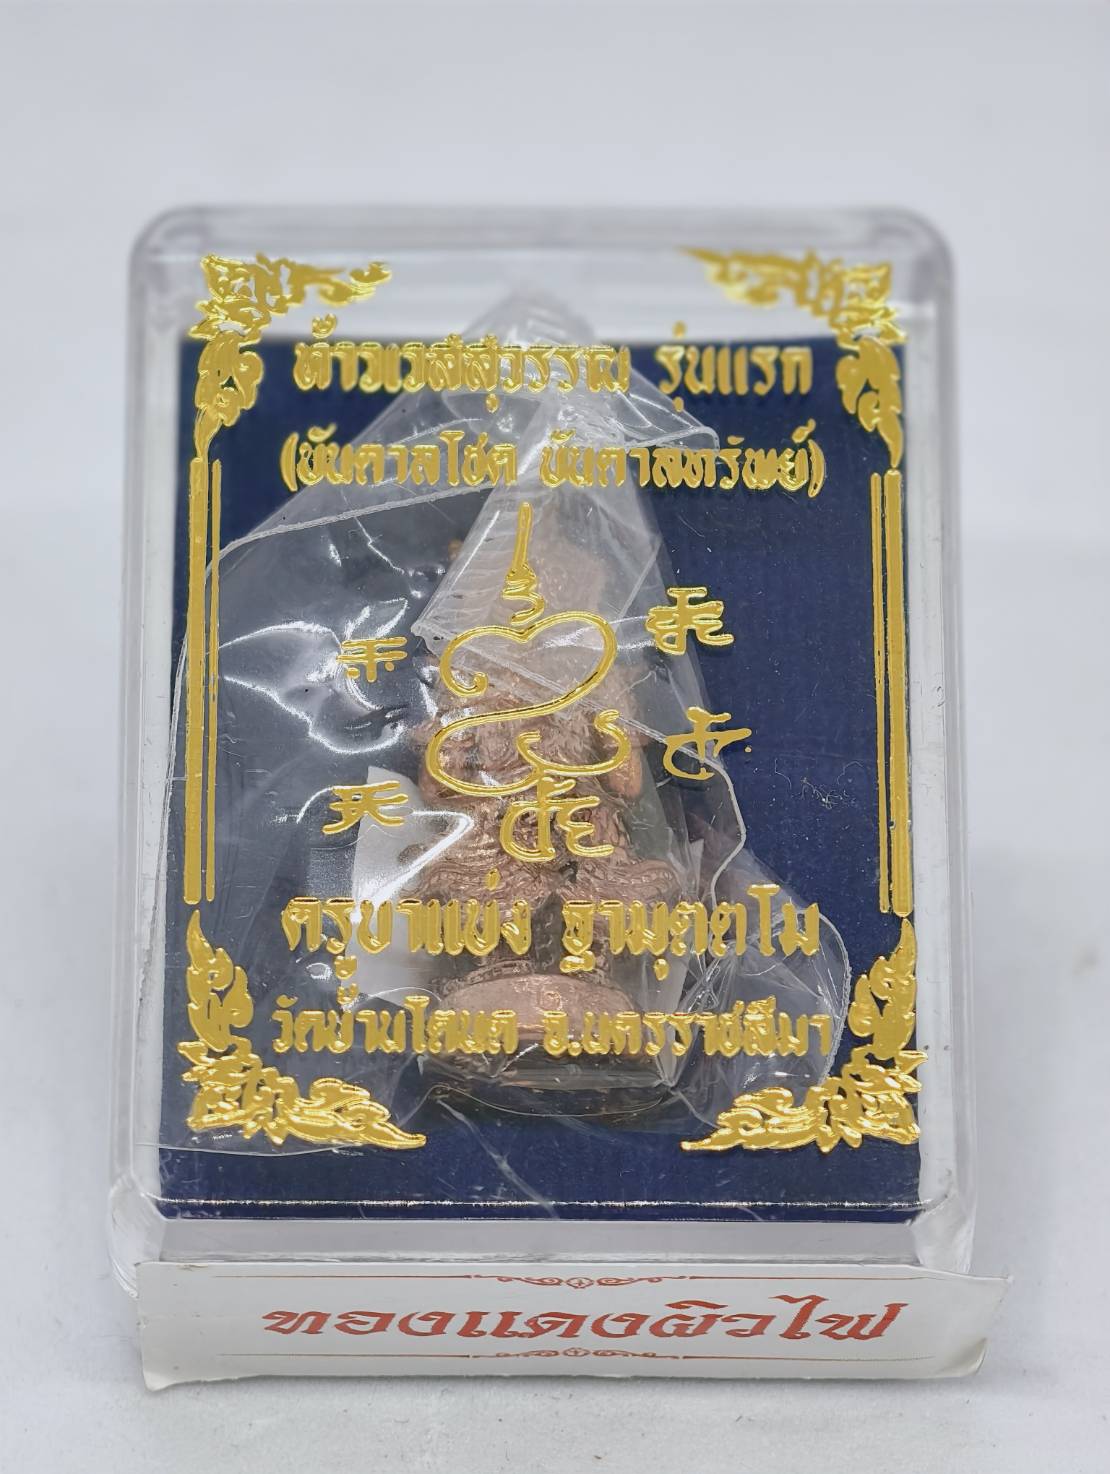 ท้าวเวสสุวรรณ รุ่นแรก
(บันดาลโชค บันดาลทรัพย์)
ครูบาแบ่ง ฐามุตตโม
วัดบ้านโตนด จ.นครราชสีมา
ทองแดงผิวไฟ